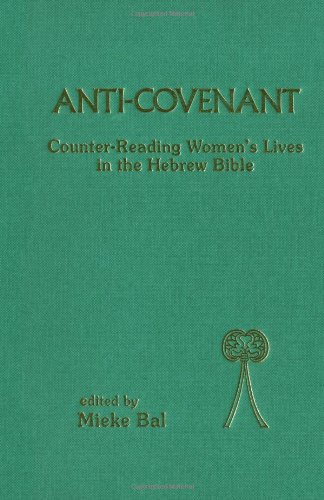 ANTI-COVENANT
Counter-Reading Women's Lives
in the Hebrew Bible
edited by
Mieke Bal